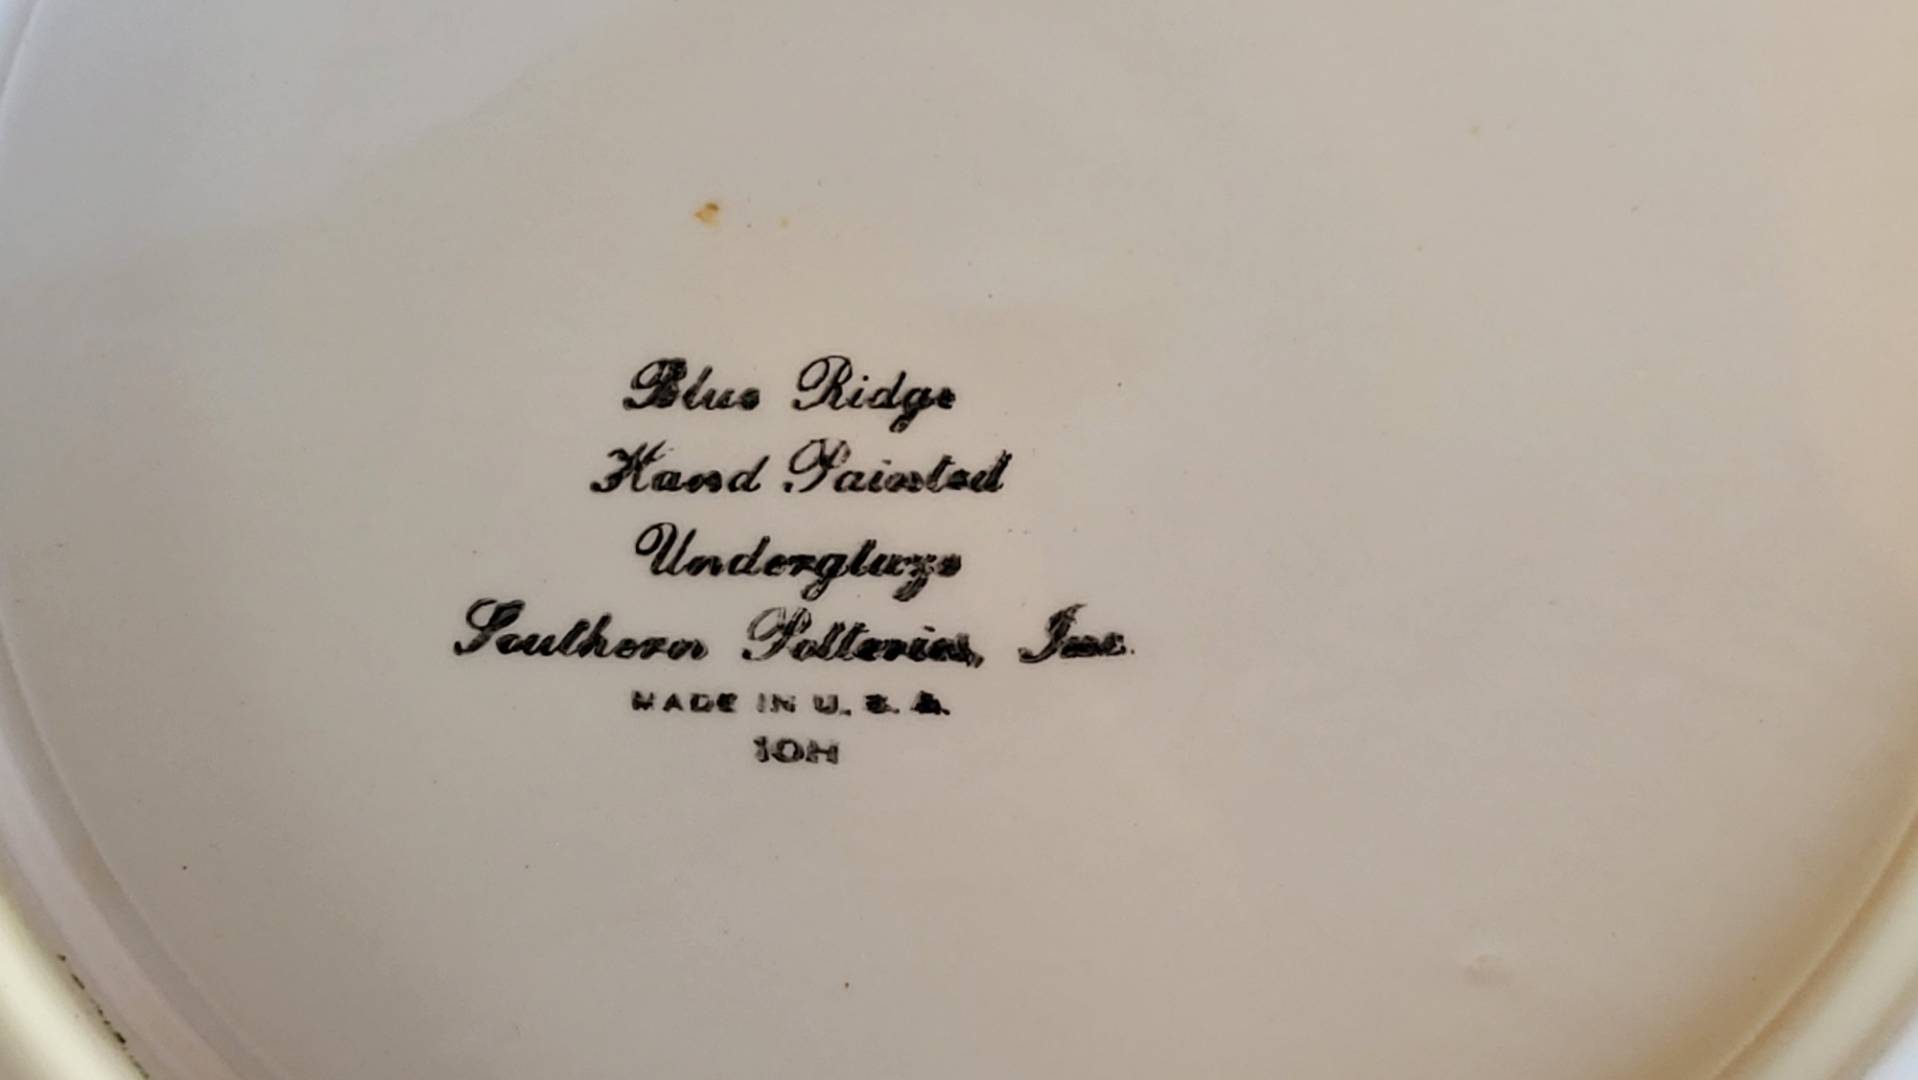 Blue Ridge
Hand Painted
Underglaze
Southern Potteries, Inc.
MADE IN U. S. A.
10H